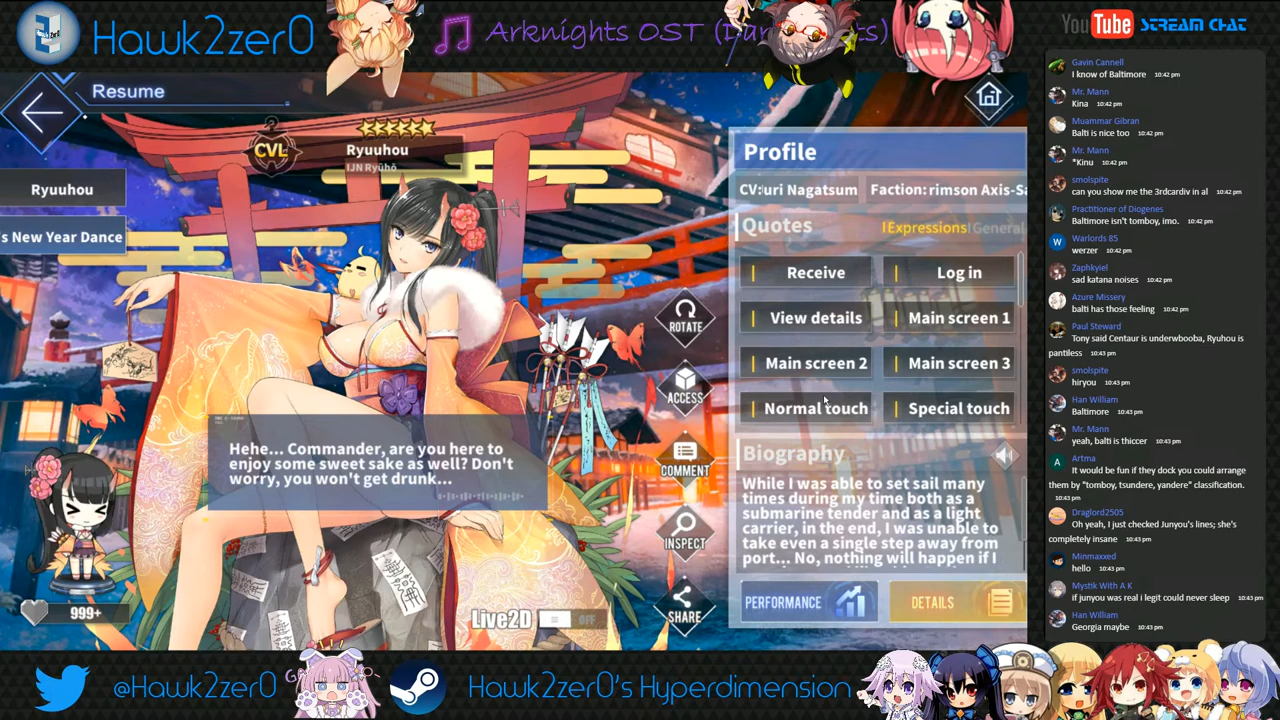 Hawk2zer0
Arknights OST
You Tube STREAM CHAT
Resume
CVL
Ryuuhou
IJN Ryūhō
Ryuuhou
's New Year Dance
Hehe... Commander, are you here to
enjoy some sweet sake as well? Don't
worry, you won't get drunk...
999+
Live2D OFF
ROTATE
ACCESS
COMMENT
INSPECT
SHARE
Profile
CV: uri Nagatsum
Faction: rimson Axis-Sa
Quotes
Expressions
General
Receive
Log in
View details
Main screen 1
Main screen 2
Main screen 3
Normal touch
Special touch
Biography
While I was able to set sail many
times during my time both as a
submarine tender and as a light
carrier, in the end, I was unable to
take even a single step away from
port... No, nothing will happen if I
PERFORMANCE
DETAILS
Gavin Cannell
I know of Baltimore 10:42 pm
Mr. Mann
Kina 10:42 pm
Muammar Gibran
Balti is nice too 10:42 pm
Mr. Mann
*Kinu 10:42 pm
smolspite
can you show me the 3rdcardiv in al 10:42 pm
Practitioner of Diogenes
Baltimore isn't tomboy, imo. 10:42 pm
W
Warlords 85
werzer 10:42 pm
Zaphkyiel
sad katana noises 10:42 pm
Azure Missery
balt has those feeling 10:42 pm
Paul Steward
Tony said Centaur is underwooba, Ryuhou is
pantiless 10:43 pm
smolspite
hiryou 10:43 pm
Han William
Baltimore 10:43 pm
Mr. Mann
yeah, balti is thiccer 10:43 pm
A
Artma
It would be fun if they dock you could arrange
them by "tomboy, tsundere, yandere" classification.
10:43 pm
Draglord2505
Oh yeah, I just checked Junyou's lines; she's
completely insane 10:43 pm
Minmaxxed
hello 10:43 pm
Mystik With A K
if junyou was real i legit could never sleep 10:43 pm
Han William
Georgia maybe 10:43 pm
@Hawk2zer0
Hawk2zer0's Hyperdimension